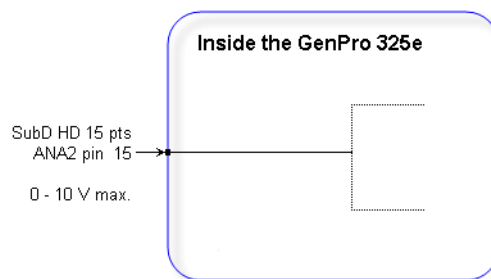 Inside the GenPro 325e
SubD HD 15 pts
ANA2 pin 15
0 - 10 V max.